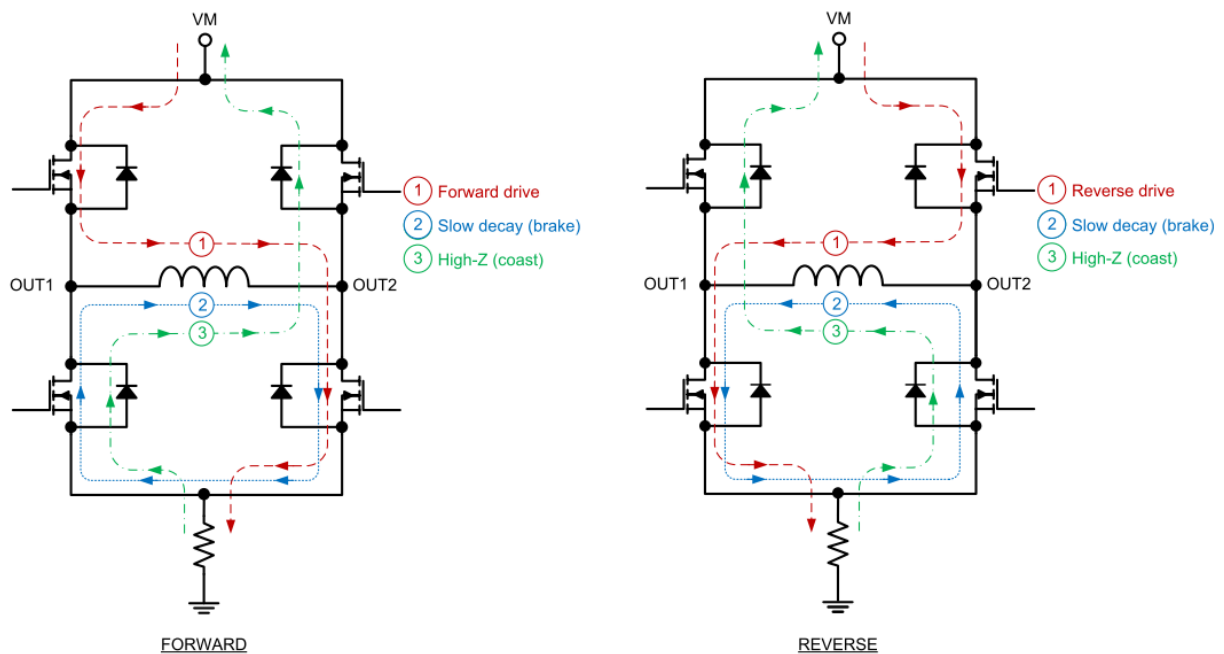 VM
1 Forward drive
2 Slow decay (brake)
3 High-Z (coast)
1
OUT1 OUT2
2
3
FORWARD
VM
1 Reverse drive
2 Slow decay (brake)
3 High-Z (coast)
1
OUT1 OUT2
2
3
REVERSE